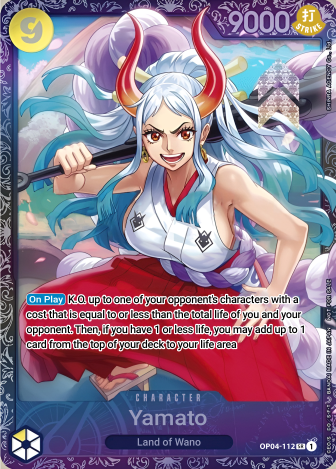 9
9000
打
STRIKE
On Play K.O. up to one of your opponent's characters with a
cost that is equal to or less than the total life of you and your
opponent. Then, if you have 1 or less life, you may add up to 1
card from the top of your deck to your life area
CHARACTER
Yamato
Land of Wano
OP04-112 SR 1